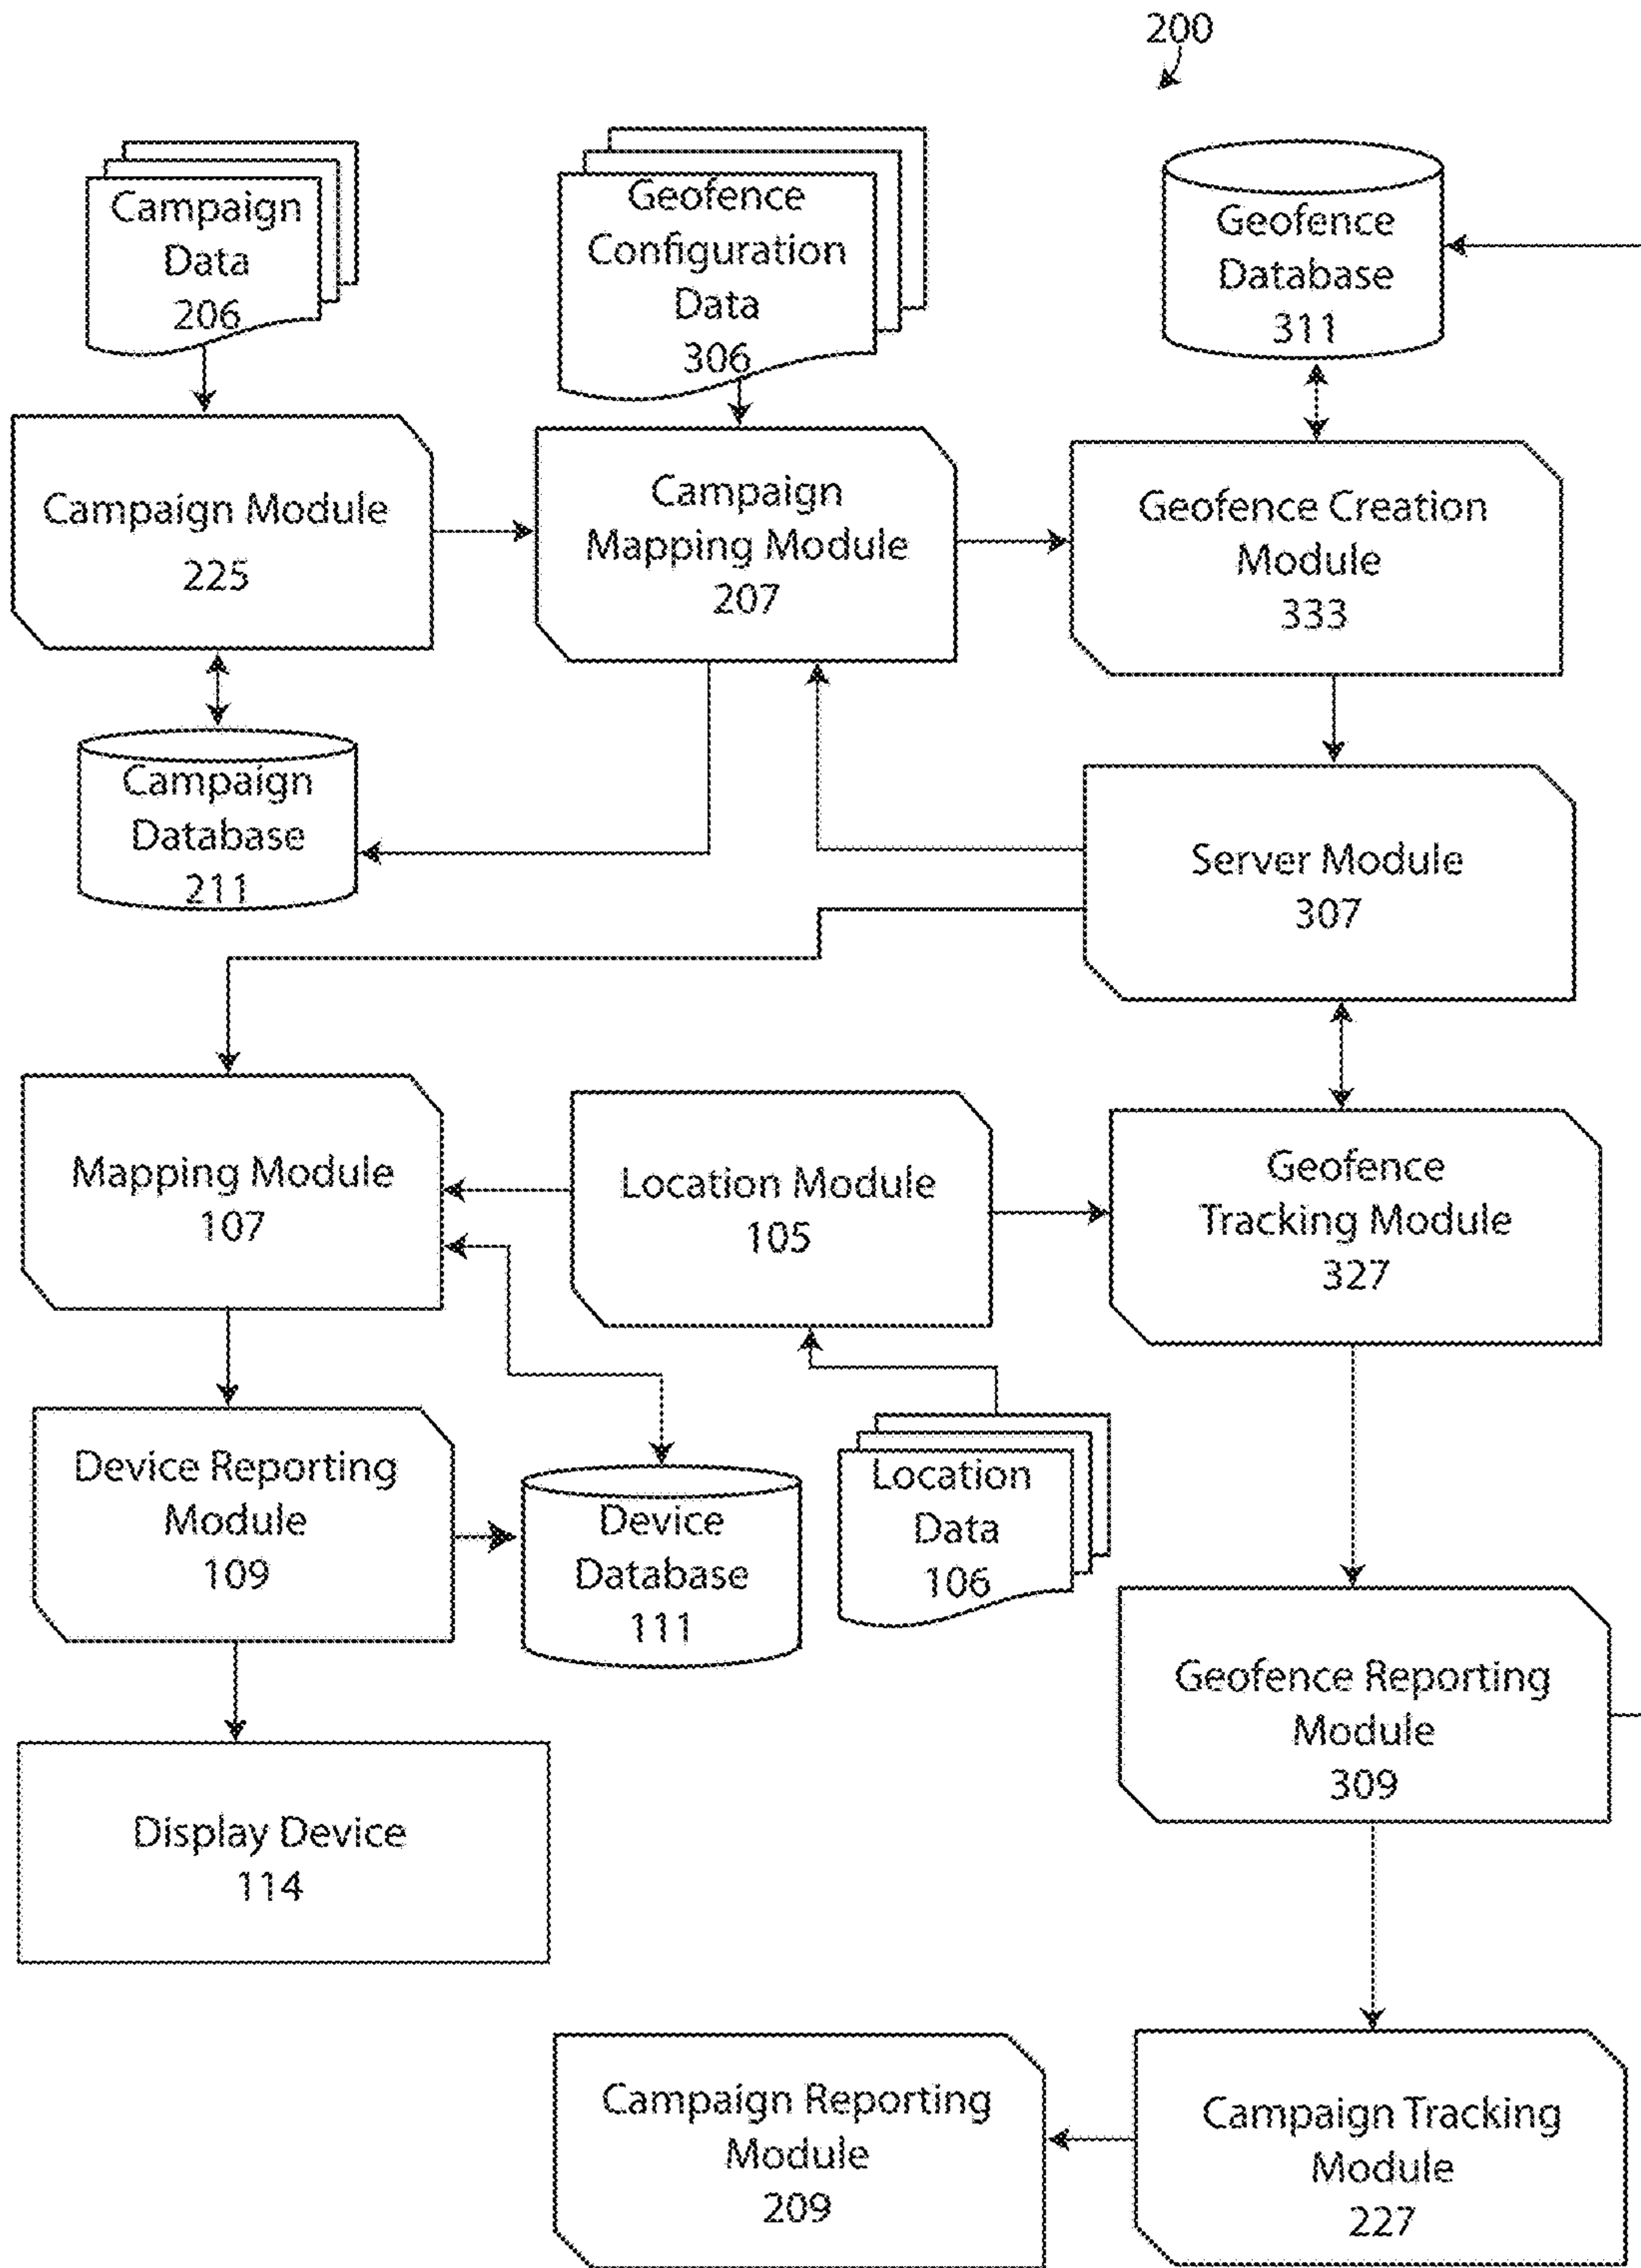 200
Campaign
Data
206
Geofence
Configuration
Data
306
Geofence
Database
311
Campaign Module
225
Campaign
Mapping Module
207
Geofence Creation
Module
333
Campaign
Database
211
Server Module
307
Mapping Module
107
Location Module
105
Geofence
Tracking Module
327
Device Reporting
Module
109
Device
Database
111
Location
Data
106
Geofence Reporting
Module
309
Display Device
114
Campaign Reporting
Module
209
Campaign Tracking
Module
227